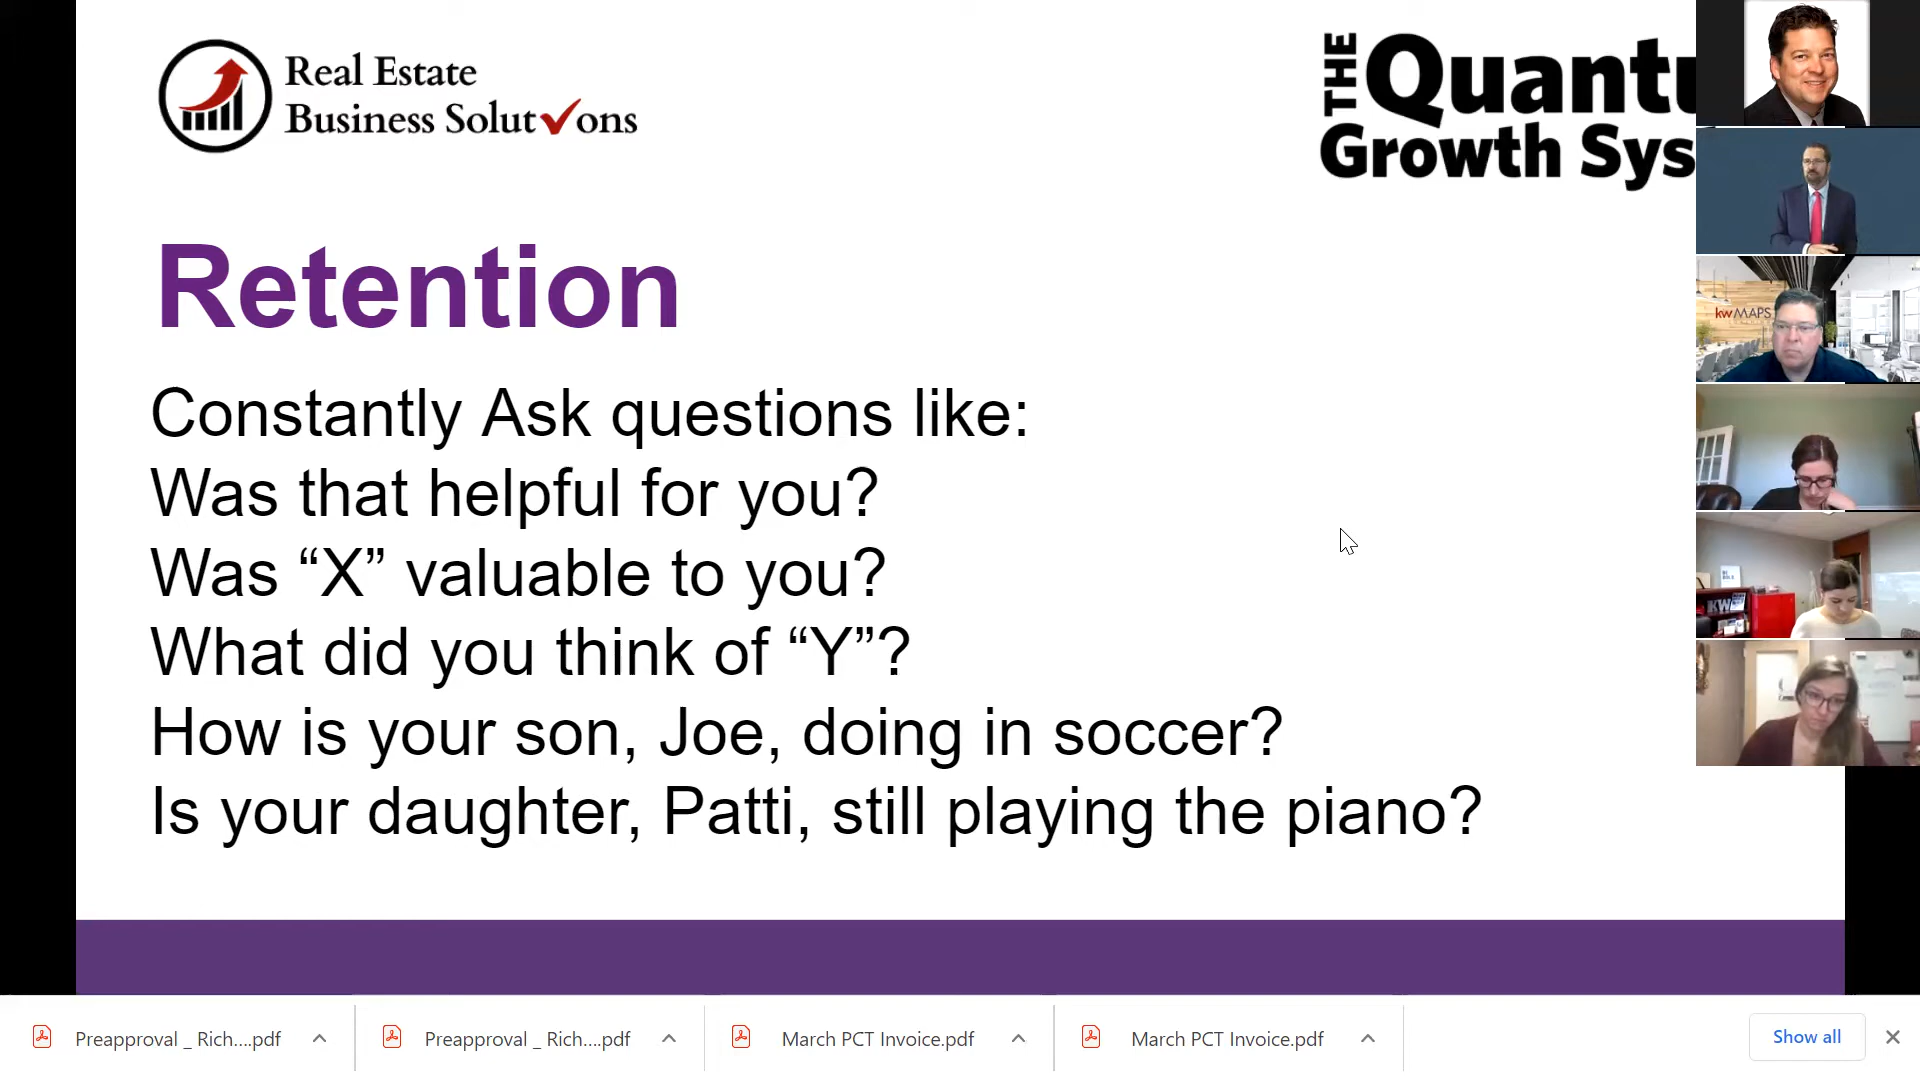 Real Estate
Business Solutions
THE
Quantu
Growth Sys
Retention
Constantly Ask questions like:
Was that helpful for you?
Was “X” valuable to you?
What did you think of “Y”?
How is your son, Joe, doing in soccer?
Is your daughter, Patti, still playing the piano?
kw MAPS
KW
Preapproval _ Rich....pdf
Preapproval _ Rich....pdf
March PCT Invoice.pdf
March PCT Invoice.pdf
Show all